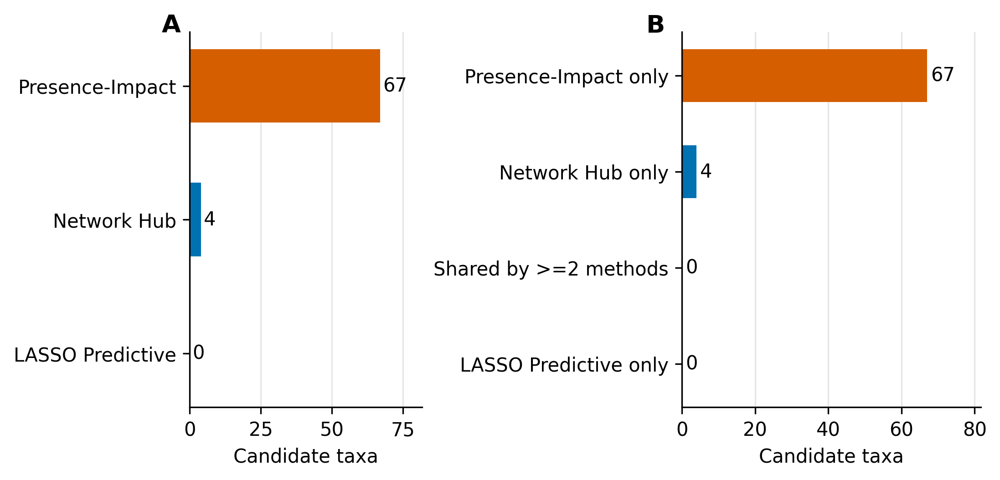 A
Presence-Impact
67
Network Hub
4
LASSO Predictive
0
0 25 50 75
Candidate taxa
B
Presence-Impact only
67
Network Hub only
4
Shared by >=2 methods
0
LASSO Predictive only
0
0 20 40 60 80
Candidate taxa